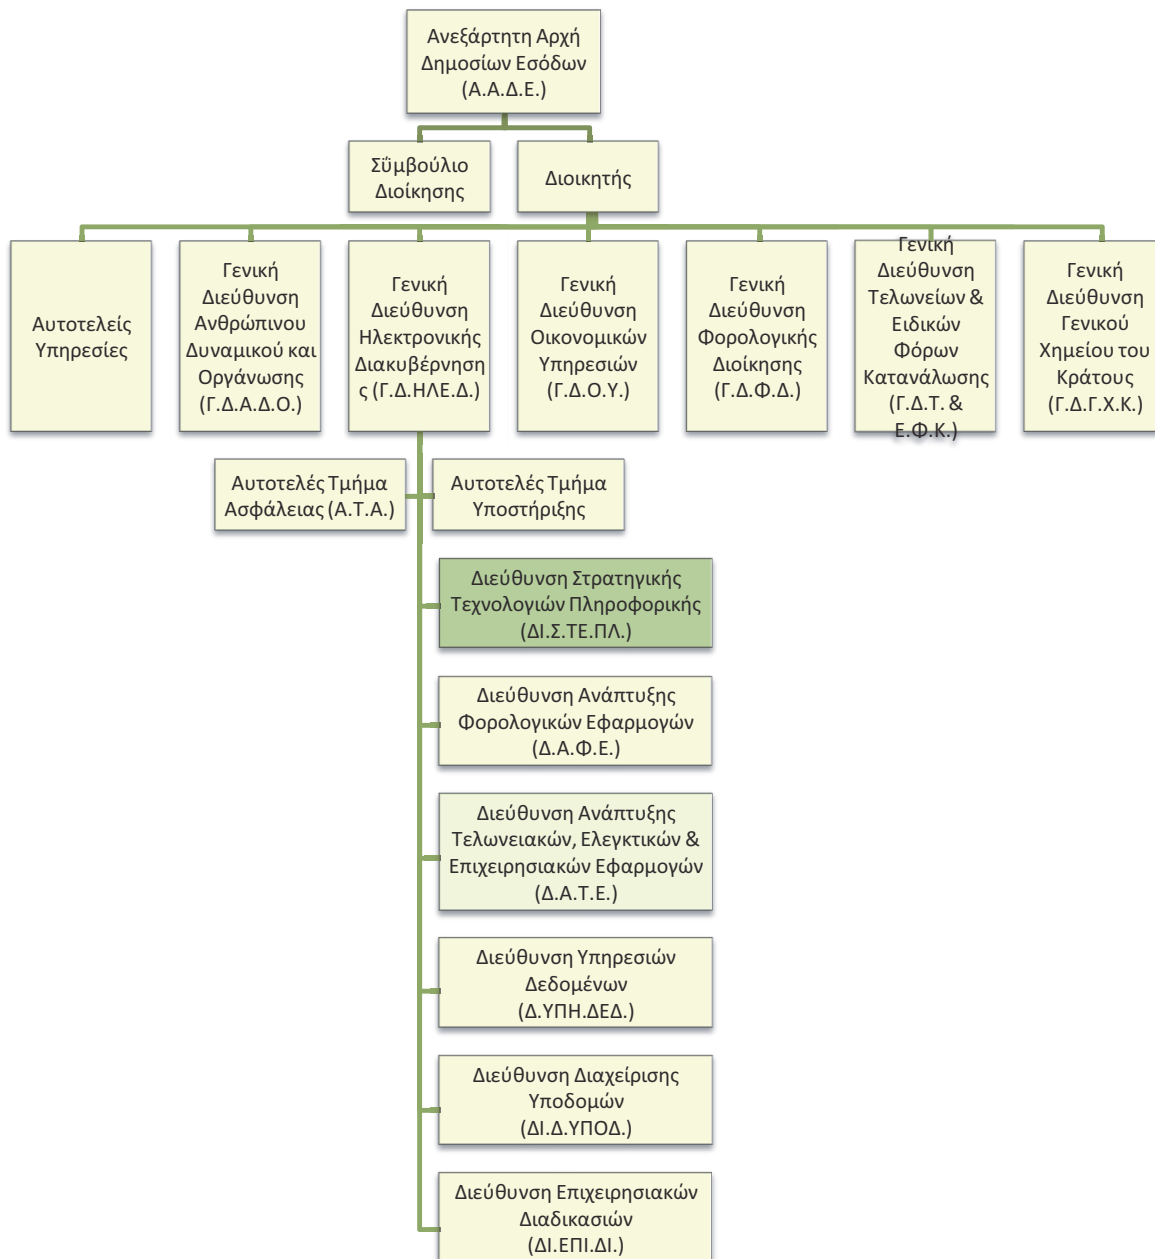 Ανεξάρτητη Αρχή
Δημοσίων Εσόδων
(Α.Α.Δ.Ε.)
Σΰμβούλιο
Διοίκησης
Διοικητής
Αυτοτελείς
Υπηρεσίες
Γενική
Διεύθυνση
Ανθρώπινου
Δυναμικού και
Οργάνωσης
(Γ.Δ.Α.Δ.Ο.)
Γενική
Διεύθυνση
Ηλεκτρονικής
Διακυβέρνηση
ς (Γ.Δ.ΗΛΕ.Δ.)
Γενική
Διεύθυνση
Οικονομικών
Υπηρεσιών
(Γ.Δ.Ο.Υ.)
Γενική
Διεύθυνση
Φορολογικής
Διοίκησης
(Γ.Δ.Φ.Δ.)
Γενική
Διεύθυνση
Τελωνείων &
Ειδικών
Φόρων
Κατανάλωσης
(Γ.Δ.Τ. &
Ε.Φ.Κ.)
Γενική
Διεύθυνση
Γενικού
Χημείου του
Κράτους
(Γ.Δ.Γ.Χ.Κ.)
Αυτοτελές Τμήμα
Ασφάλειας (Α.Τ.Α.)
Αυτοτελές Τμήμα
Υποστήριξης
Διεύθυνση Στρατηγικής
Τεχνολογιών Πληροφορικής
(ΔΙ.Σ.ΤΕ.ΠΛ.)
Διεύθυνση Ανάπτυξης
Φορολογικών Εφαρμογών
(Δ.Α.Φ.Ε.)
Διεύθυνση Ανάπτυξης
Τελωνειακών, Ελεγκτικών &
Επιχειρησιακών Εφαρμογών
(Δ.Α.Τ.Ε.)
Διεύθυνση Υπηρεσιών
Δεδομένων
(Δ.ΥΠΗ.ΔΕΔ.)
Διεύθυνση Διαχείρισης
Υποδομών
(ΔΙ.Δ.ΥΠΟΔ.)
Διεύθυνση Επιχειρησιακών
Διαδικασιών
(ΔΙ.ΕΠΙ.ΔΙ.)